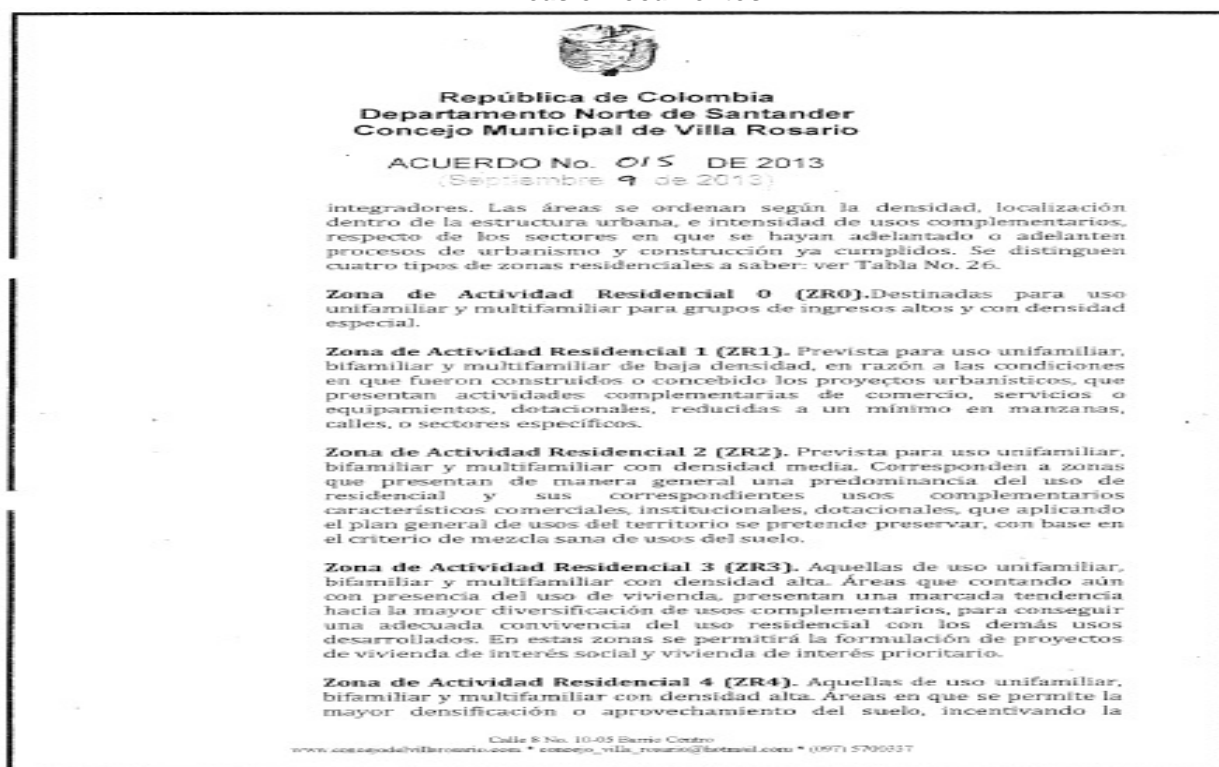 República de Colombia
Departamento Norte de Santander
Concejo Municipal de Villa Rosario
ACUERDO No. 015 DE 2013
(Septiembre 9 de 2013)
integradores. Las áreas se ordenan según la densidad, localización
dentro de la estructura urbana, e intensidad de usos complementarios,
respecto de los sectores en que se hayan adelantado o adelanten
procesos de urbanismo y construcción ya cumplidos. Se distinguen
cuatro tipos de zonas residenciales a saber: ver Tabla No. 26.
Zona de Actividad Residencial 0 (ZR0).Destinadas para uso
unifamiliar y multifamiliar para grupos de ingresos altos y con densidad
especial.
Zona de Actividad Residencial 1 (ZR1). Prevista para uso unifamiliar,
bifamiliar y multifamiliar de baja densidad, en razón a las condiciones
en que fueron construidos o concebido los proyectos urbanísticos, que
presentan actividades complementarias de comercio, servicios o
equipamientos, dotacionales, reducidas a un mínimo en manzanas,
calles, o sectores específicos.
Zona de Actividad Residencial 2 (ZR2). Prevista para uso unifamiliar,
bifamiliar y multifamiliar con densidad media. Corresponden a zonas
que presentan de manera general una predominancia del uso de
residencial y sus correspondientes usos complementarios
característicos comerciales, institucionales, dotacionales, que aplicando
el plan general de usos del territorio se pretende preservar, con base en
el criterio de mezcla sana de usos del suelo.
Zona de Actividad Residencial 3 (ZR3). Aquellas de uso unifamiliar,
bifamiliar y multifamiliar con densidad alta. Áreas que contando aún
con presencia del uso de vivienda, presentan una marcada tendencia
hacia la mayor diversificación de usos complementarios, para conseguir
una adecuada convivencia del uso residencial con los demás usos
desarrollados. En estas zonas se permitirá la formulación de proyectos
de vivienda de interés social y vivienda de interés prioritario.
Zona de Actividad Residencial 4 (ZR4). Aquellas de uso unifamiliar,
bifamiliar y multifamiliar con densidad alta. Áreas en que se permite la
mayor densificación o aprovechamiento del suelo, incentivando la
Calle 8 No. 10-05 Barrio Centro
www.concejodelvillarosario.com * concejo_villa_rosario@hotmail.com * (097) 5700337